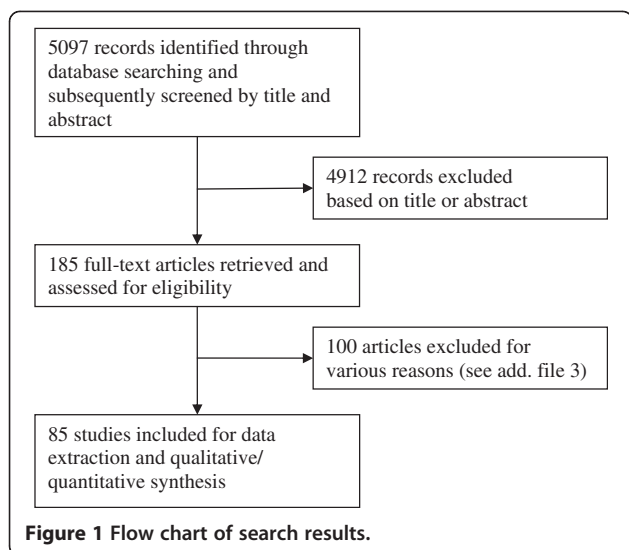 5097 records identified through
database searching and
subsequently screened by title and
abstract
4912 records excluded
based on title or abstract
185 full-text articles retrieved and
assessed for eligibility
100 articles excluded for
various reasons (see add. file 3)
85 studies included for data
extraction and qualitative/
quantitative synthesis
Figure 1 Flow chart of search results.